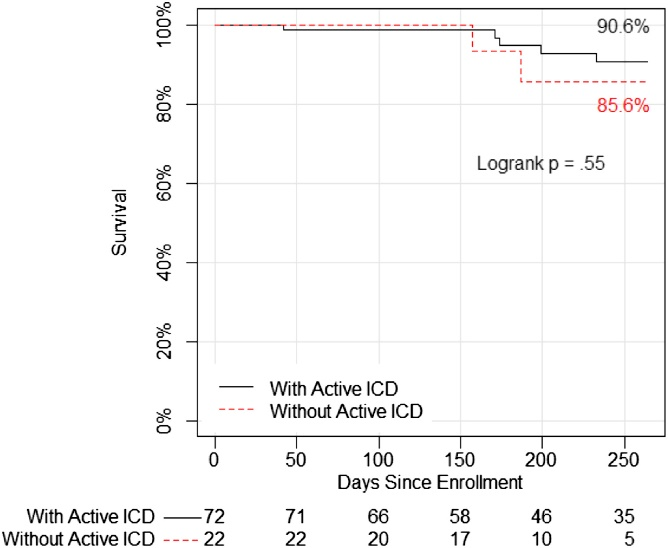 100%
90.6%
80%
85.6%
Logrank p = .55
60%
Survival
40%
20%
With Active ICD
Without Active ICD
0%
0 50 100 150 200 250
Days Since Enrollment
With Active ICD 72 71 66 58 46 35
Without Active ICD 22 22 20 17 10 5